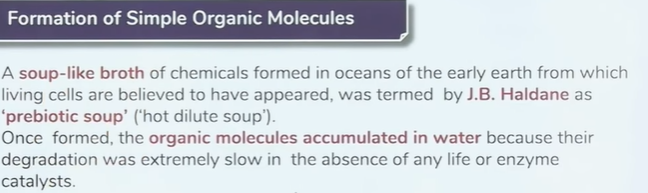 Formation of Simple Organic Molecules
A soup-like broth of chemicals formed in oceans of the early earth from which
living cells are believed to have appeared, was termed by J.B. Haldane as
'prebiotic soup' ('hot dilute soup').
Once formed, the organic molecules accumulated in water because their
degradation was extremely slow in the absence of any life or enzyme
catalysts.